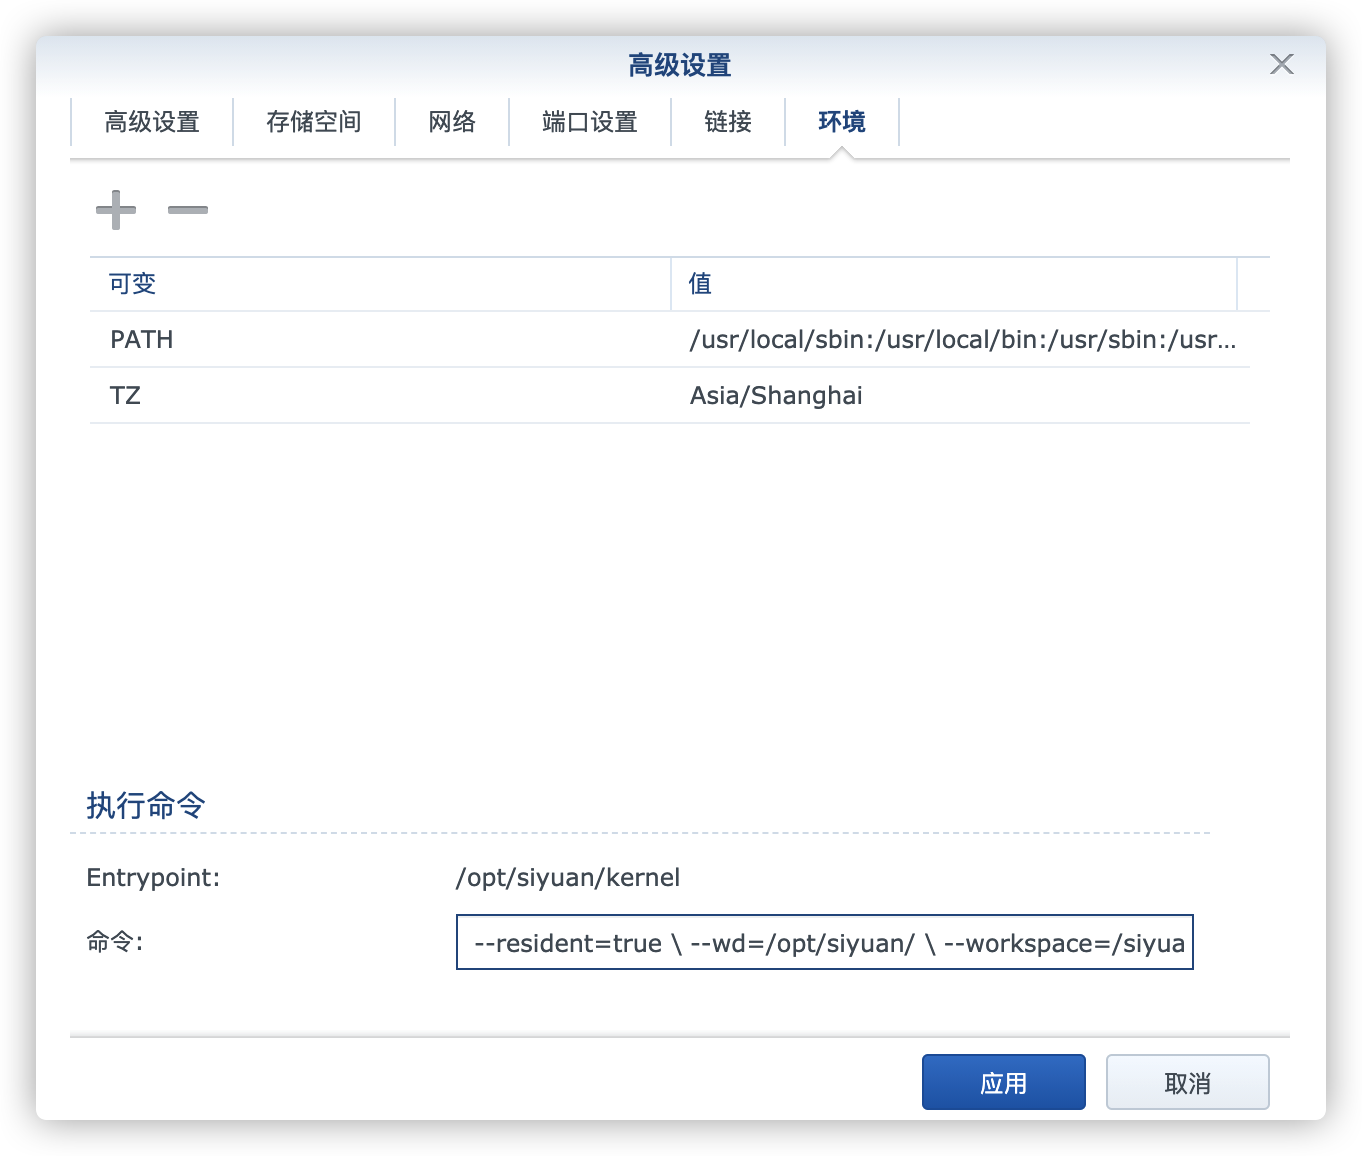 高级设置
高级设置 存储空间 网络 端口设置 链接 环境
可变 值
PATH /usr/local/sbin:/usr/local/bin:/usr/sbin:/usr...
TZ Asia/Shanghai
执行命令
Entrypoint: /opt/siyuan/kernel
命令: --resident=true \ --wd=/opt/siyuan/ \ --workspace=/siyua
应用 取消